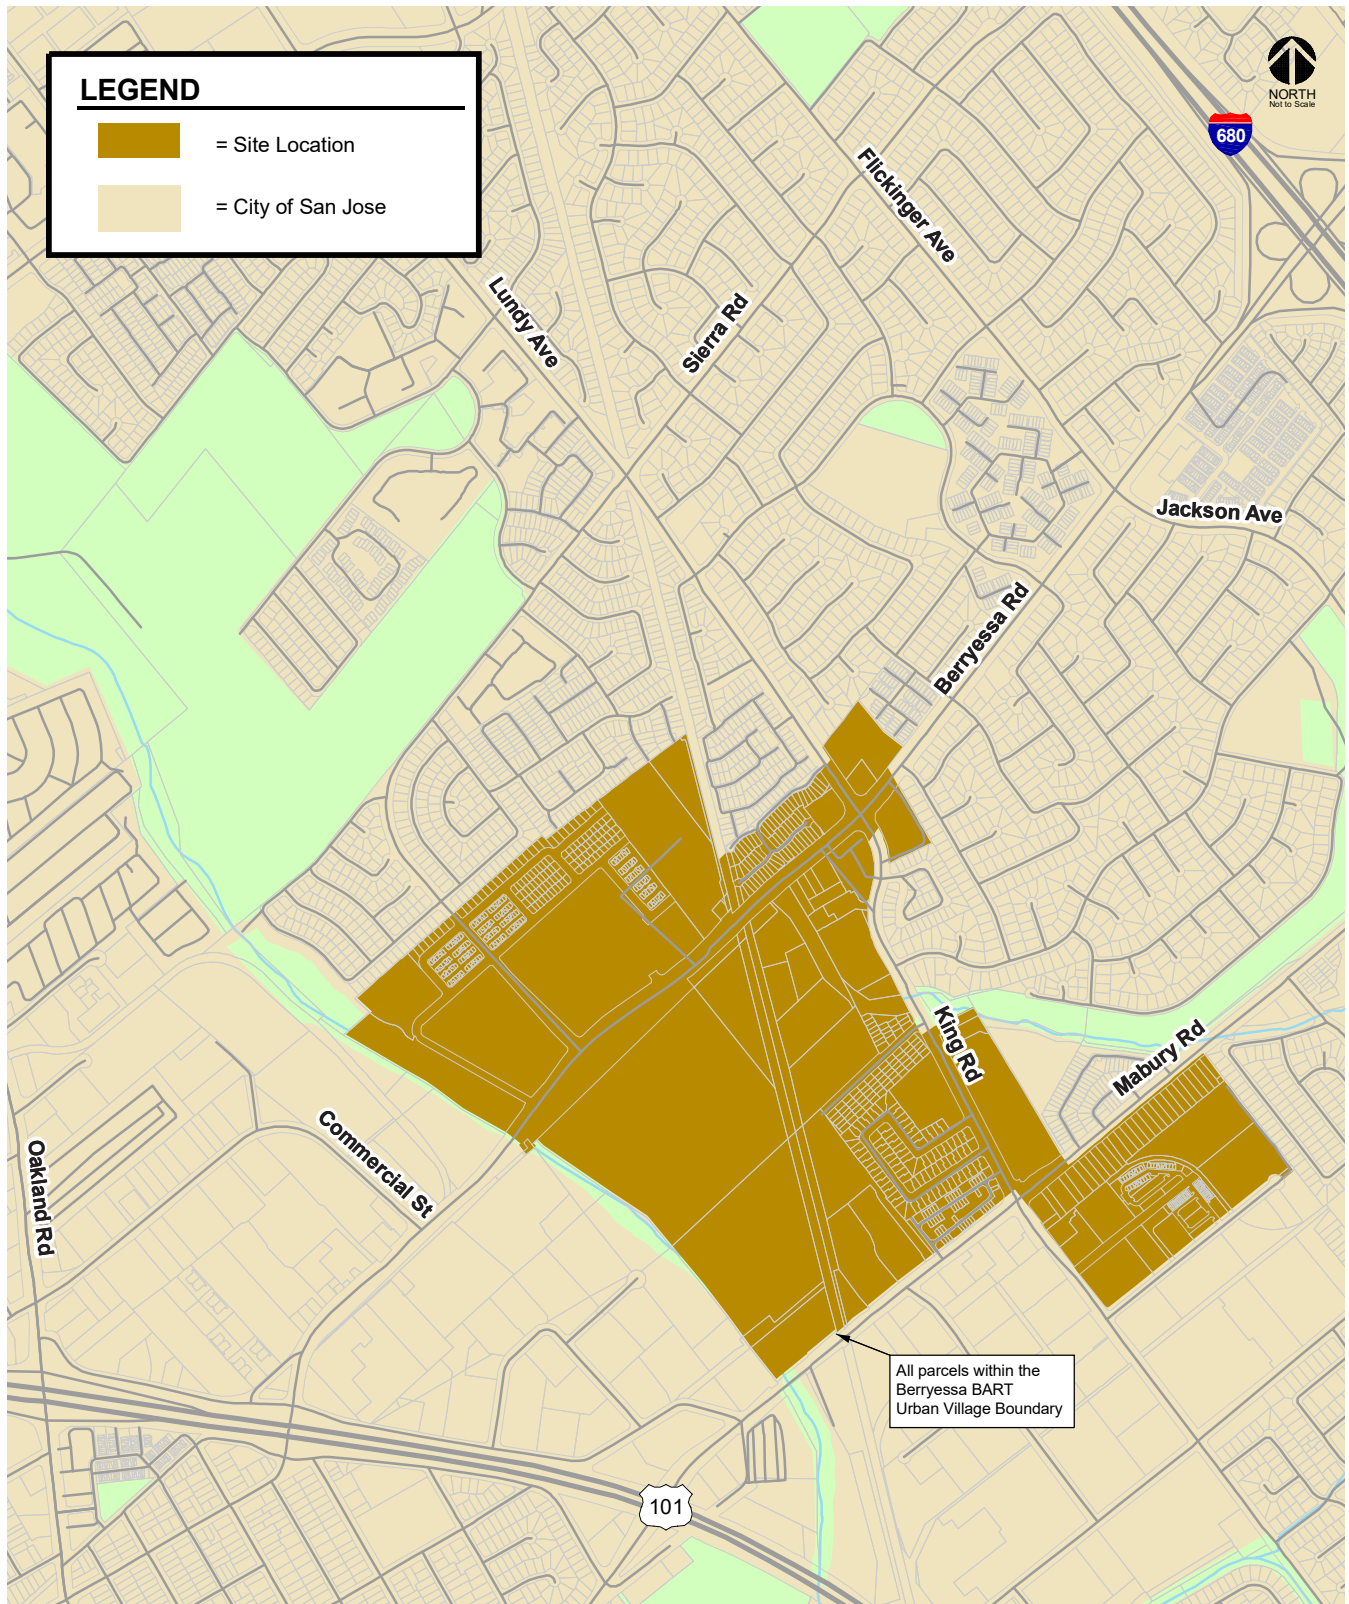 LEGEND
= Site Location
= City of San Jose
NORTH
Not to Scale
680
Flickinger Ave
Lundy Ave
Sierra Rd
Jackson Ave
Berryessa Rd
King Rd
Mabury Rd
Commercial St
Oakland Rd
All parcels within the
Berryessa BART
Urban Village Boundary
101